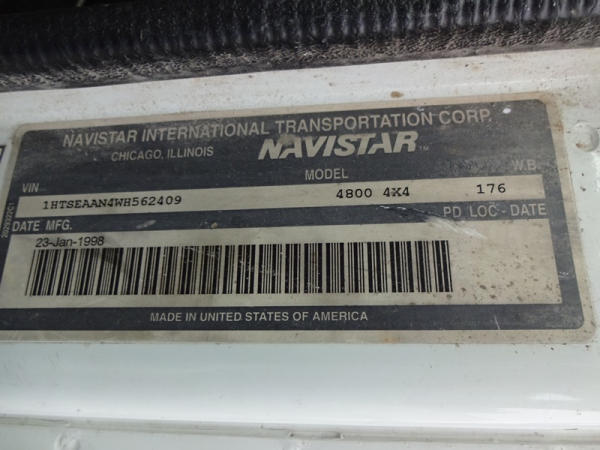 NAVISTAR INTERNATIONAL TRANSPORTATION CORP.
CHICAGO, ILLINOIS NAVISTAR™
VIN MODEL W.B.
1HTSEAAN4WH562409 4800 4X4 176
DATE MFG. PD LOC - DATE
23-Jan-1998
MADE IN UNITED STATES OF AMERICA